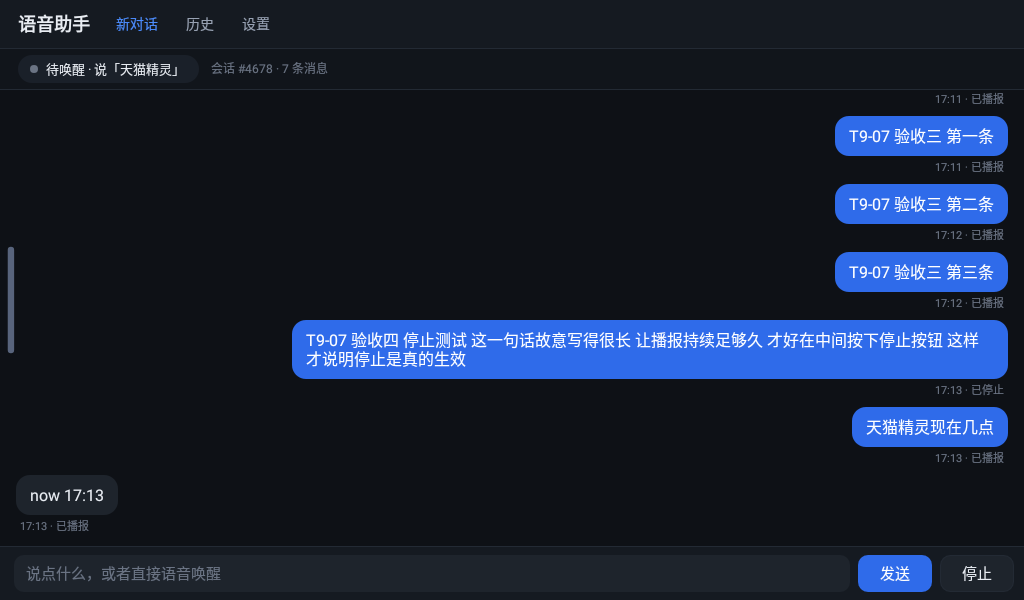 语音助手 新对话 历史 设置
待唤醒 · 说「天猫精灵」 会话 #4678 · 7 条消息
17:11 · 已播报
T9-07 验收三 第一条
17:11 · 已播报
T9-07 验收三 第二条
17:12 · 已播报
T9-07 验收三 第三条
17:12 · 已播报
T9-07 验收四 停止测试 这一句话故意写得很长 让播报持续足够久 才好在中间按下停止按钮 这样
才说明停止是真的生效
17:13 · 已停止
天猫精灵现在几点
17:13 · 已播报
now 17:13
17:13 · 已播报
说点什么，或者直接语音唤醒 发送 停止